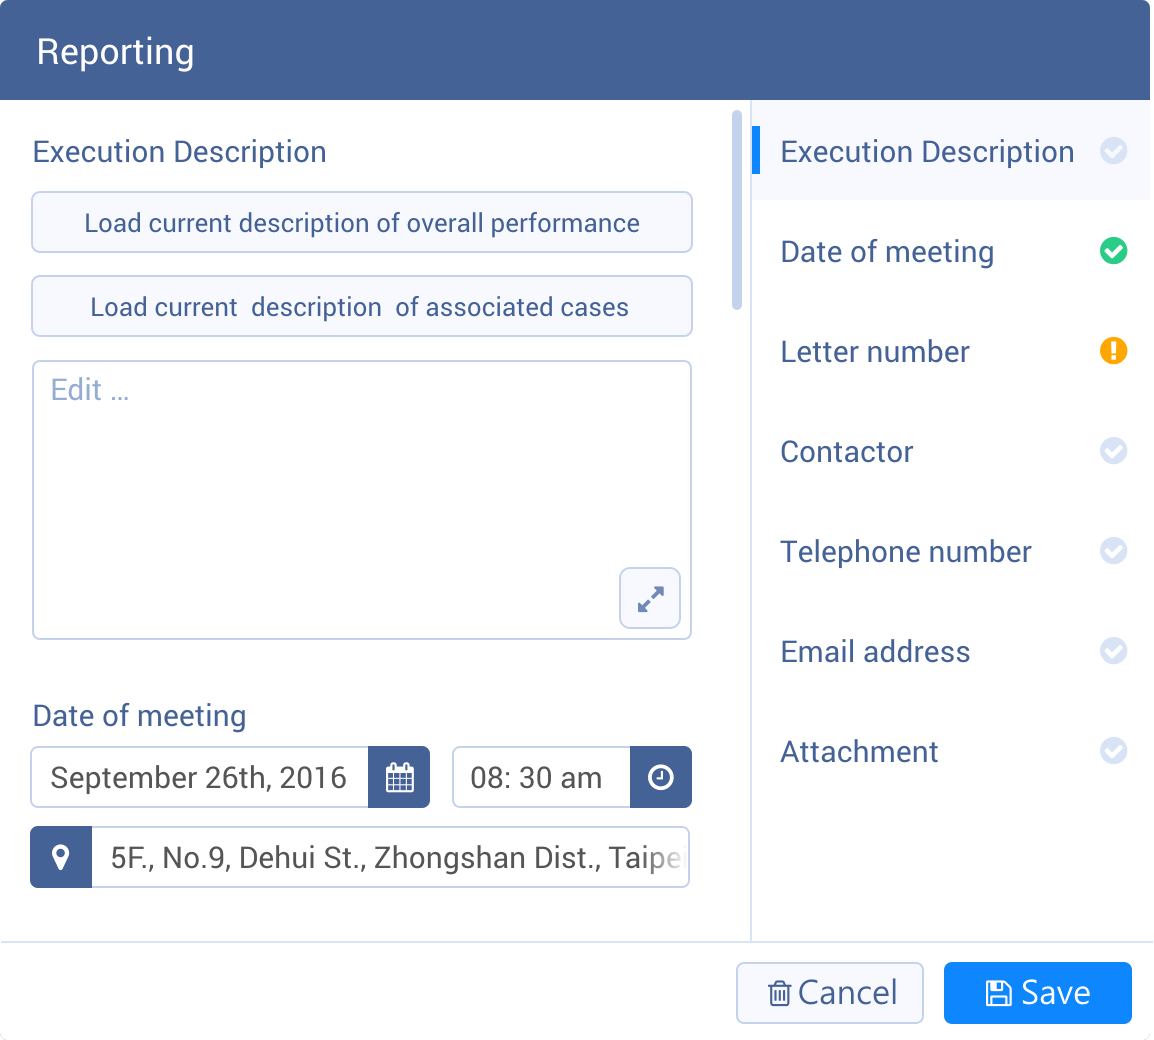 Reporting
Execution Description
Load current description of overall performance
Load current description of associated cases
Edit ...
Date of meeting
September 26th, 2016
08: 30 am
5F., No.9, Dehui St., Zhongshan Dist., Taipei
Execution Description
Date of meeting
Letter number
Contactor
Telephone number
Email address
Attachment
Cancel
Save